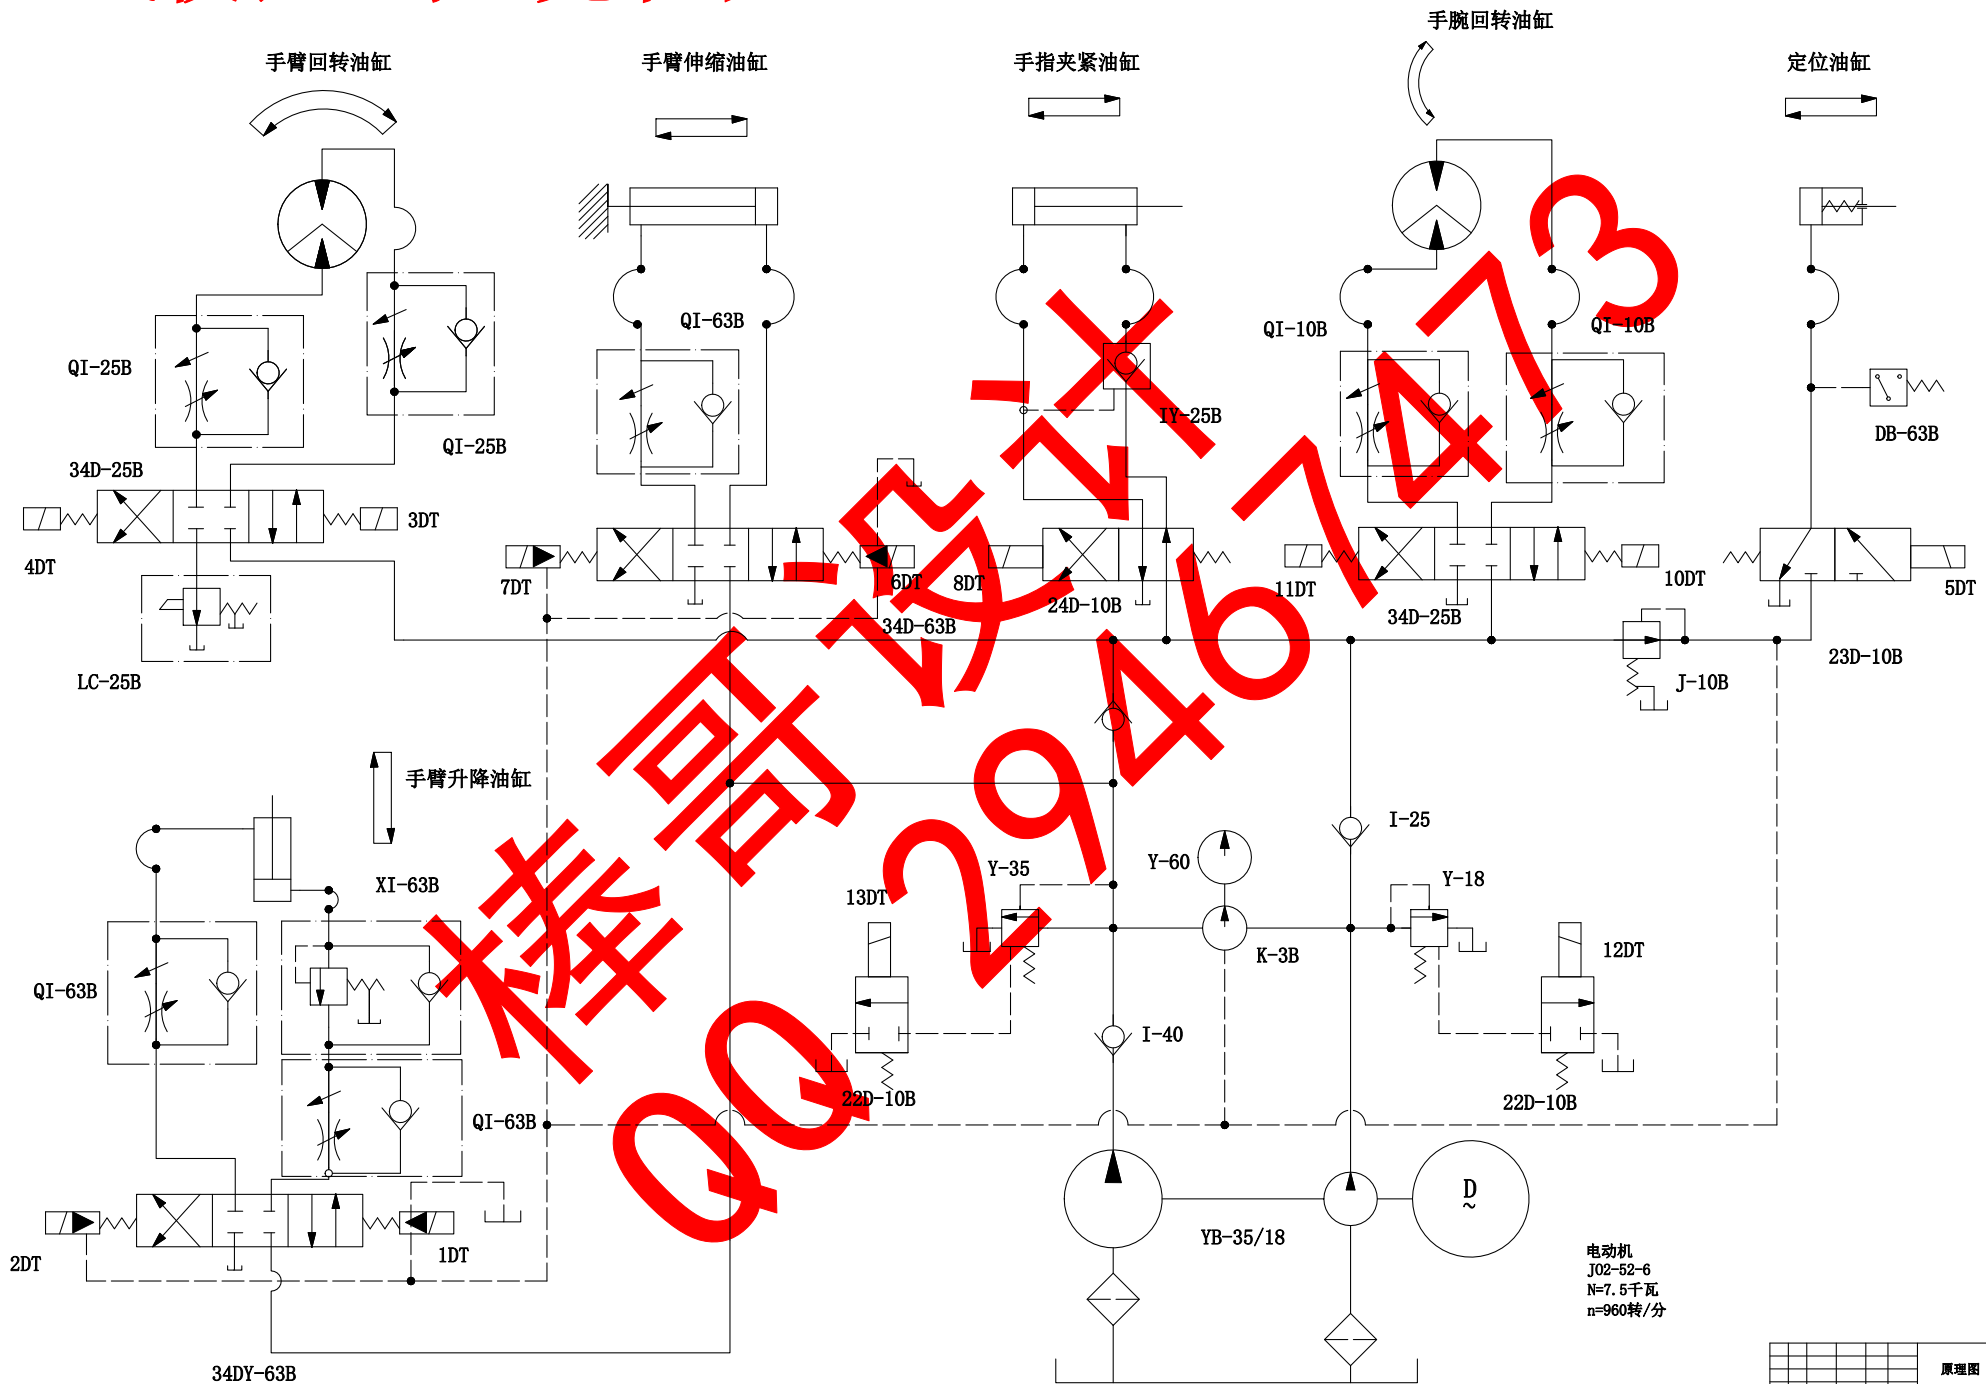 手腕回转油缸
手臂回转油缸
手臂伸缩油缸
手指夹紧油缸
定位油缸
QI-63B
QI-10B
QI-10B
QI-25B
QI-25B
IY-25B
DB-63B
34D-25B
3DT
4DT
7DT
6DT
8DT
11DT
10DT
5DT
24D-10B
34D-25B
34D-63B
23D-10B
LC-25B
J-10B
手臂升降油缸
I-25
XI-63B
Y-35
Y-60
Y-18
13DT
12DT
K-3B
QI-63B
I-40
22D-10B
22D-10B
QI-63B
YB-35/18
D
~
1DT
2DT
电动机
JO2-52-6
N=7.5千瓦
n=960转/分
34DY-63B
原理图
棒哥设计
QQ 29467473